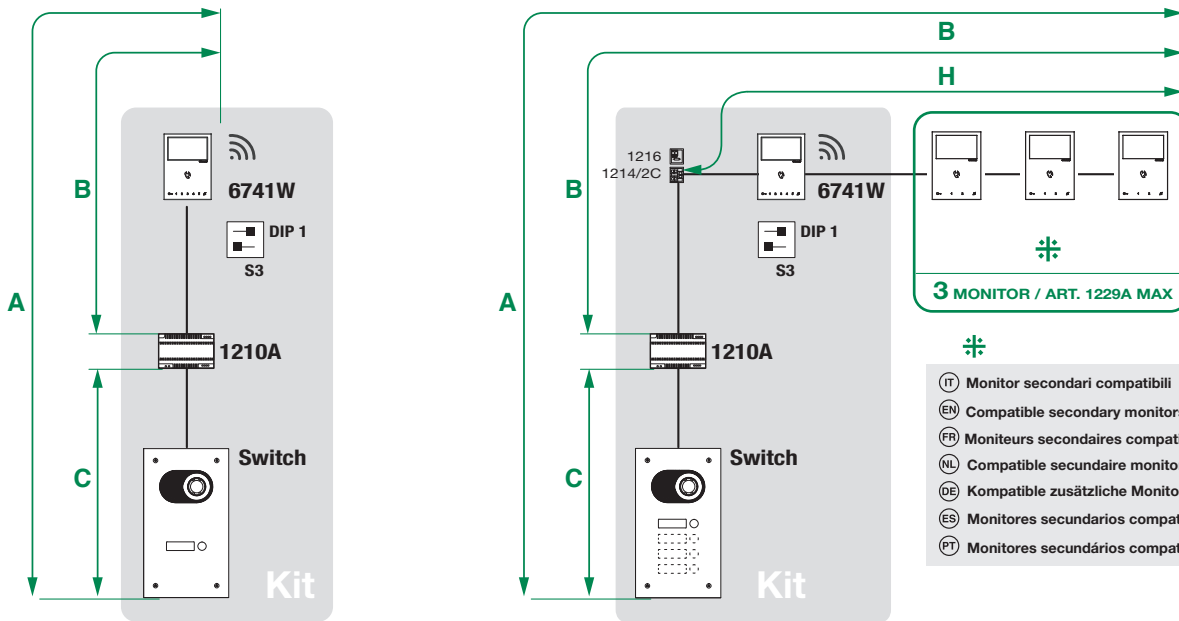 B
6741W
DIP 1
S3
A
1210A
Switch
C
Kit
B
H
1216
1214/2C
B
6741W
DIP 1
S3
3 MONITOR / ART. 1229A MAX
A
1210A
Switch
C
Kit
IT Monitor secondari compatibili
EN Compatible secondary monitors
FR Moniteurs secondaires compati
NL Compatible secundaire monito
DE Kompatible zusätzliche Monito
ES Monitores secundarios compat
PT Monitores secundários compat